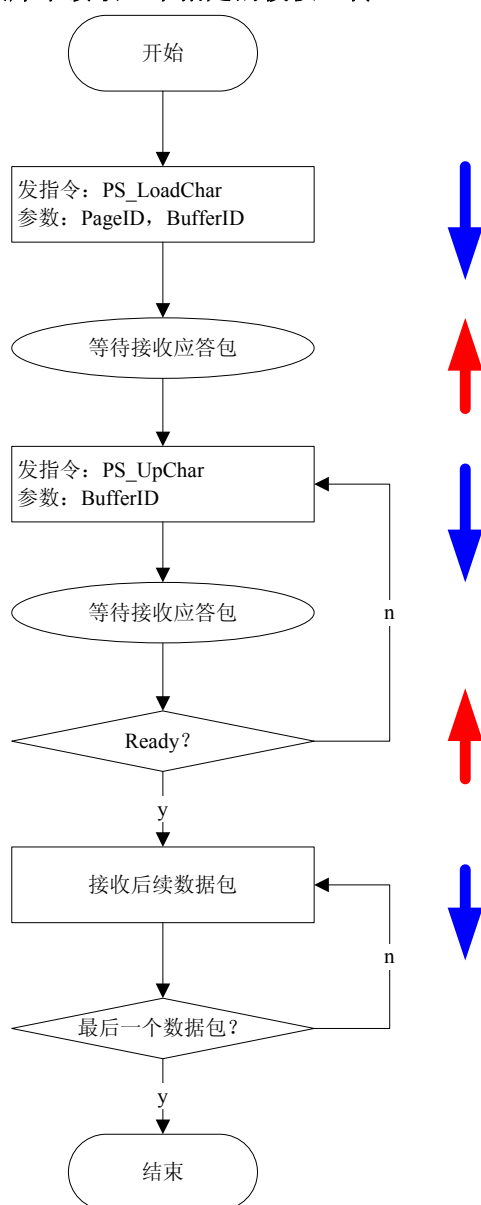 开始
发指令：PS_LoadChar
参数：PageID，BufferID
等待接收应答包
发指令：PS_UpChar
参数：BufferID
等待接收应答包
n
Ready？
y
接收后续数据包
n
最后一个数据包？
y
结束